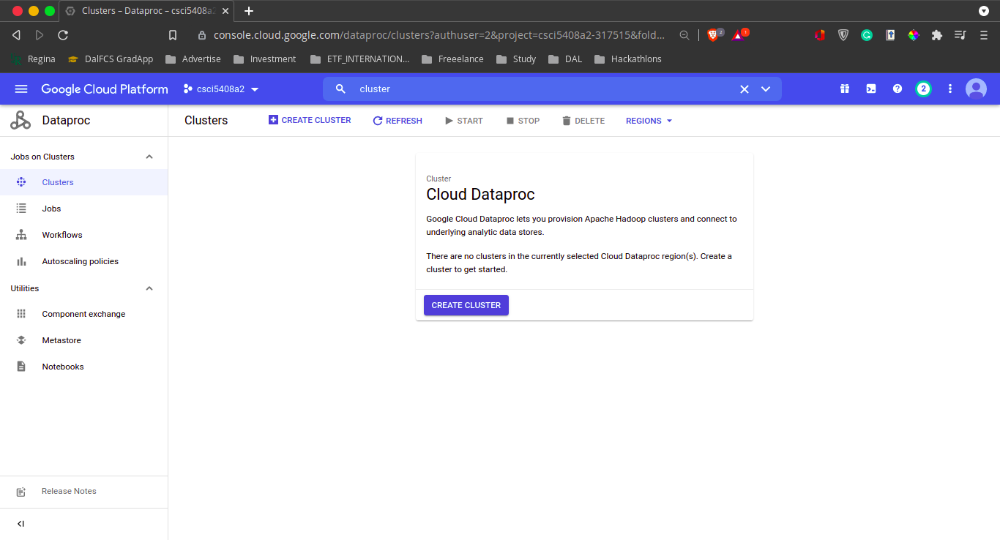 Clusters – Dataproc – csci5408a2
console.cloud.google.com/dataproc/clusters?authuser=2&project=csci5408a2-317515&fold...
2
1
Regina
DalFCS GradApp
Advertise
Investment
ETF_INTERNATION...
Freeelance
Study
DAL
Hackathlons
Google Cloud Platform
csci5408a2
cluster
2
Dataproc
Clusters
CREATE CLUSTER
REFRESH
START
STOP
DELETE
REGIONS
Jobs on Clusters
Clusters
Jobs
Workflows
Autoscaling policies
Utilities
Component exchange
Metastore
Notebooks
Release Notes
Cluster
Cloud Dataproc
Google Cloud Dataproc lets you provision Apache Hadoop clusters and connect to
underlying analytic data stores.
There are no clusters in the currently selected Cloud Dataproc region(s). Create a
cluster to get started.
CREATE CLUSTER